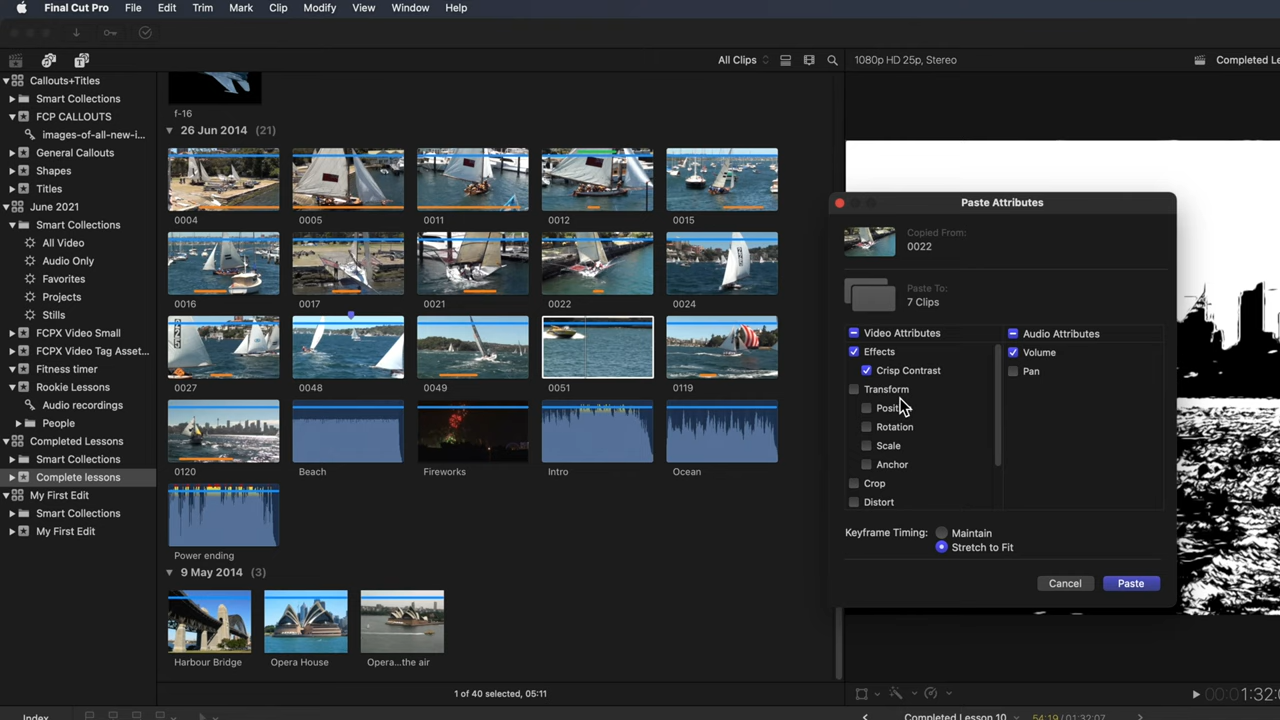 Final Cut Pro File Edit Trim Mark Clip Modify View Window Help
All Clips
1080p HD 25p, Stereo
Completed Le
Callouts+Titles
Smart Collections
FCP CALLOUTS
images-of-all-new-i...
General Callouts
Shapes
Titles
June 2021
Smart Collections
All Video
Audio Only
Favorites
Projects
Stills
FCPX Video Small
FCPX Video Tag Asset...
Fitness timer
Rookie Lessons
Audio recordings
People
Completed Lessons
Smart Collections
Complete lessons
My First Edit
Smart Collections
My First Edit
f-16
26 Jun 2014 (21)
0004 0005 0011 0012 0015
0016 0017 0021 0022 0024
0027 0048 0049 0051 0119
0120 Beach Fireworks Intro Ocean
Power ending
9 May 2014 (3)
Harbour Bridge Opera House Opera...the air
1 of 40 selected, 05:11
Paste Attributes
Copied From:
0022
Paste To:
7 Clips
Video Attributes
Effects
Crisp Contrast
Transform
Rotation
Scale
Anchor
Crop
Distort
Audio Attributes
Volume
Pan
Keyframe Timing: Maintain
Stretch to Fit
Cancel Paste
Index
Completed Lesson 10 54:19 / 01:32:07